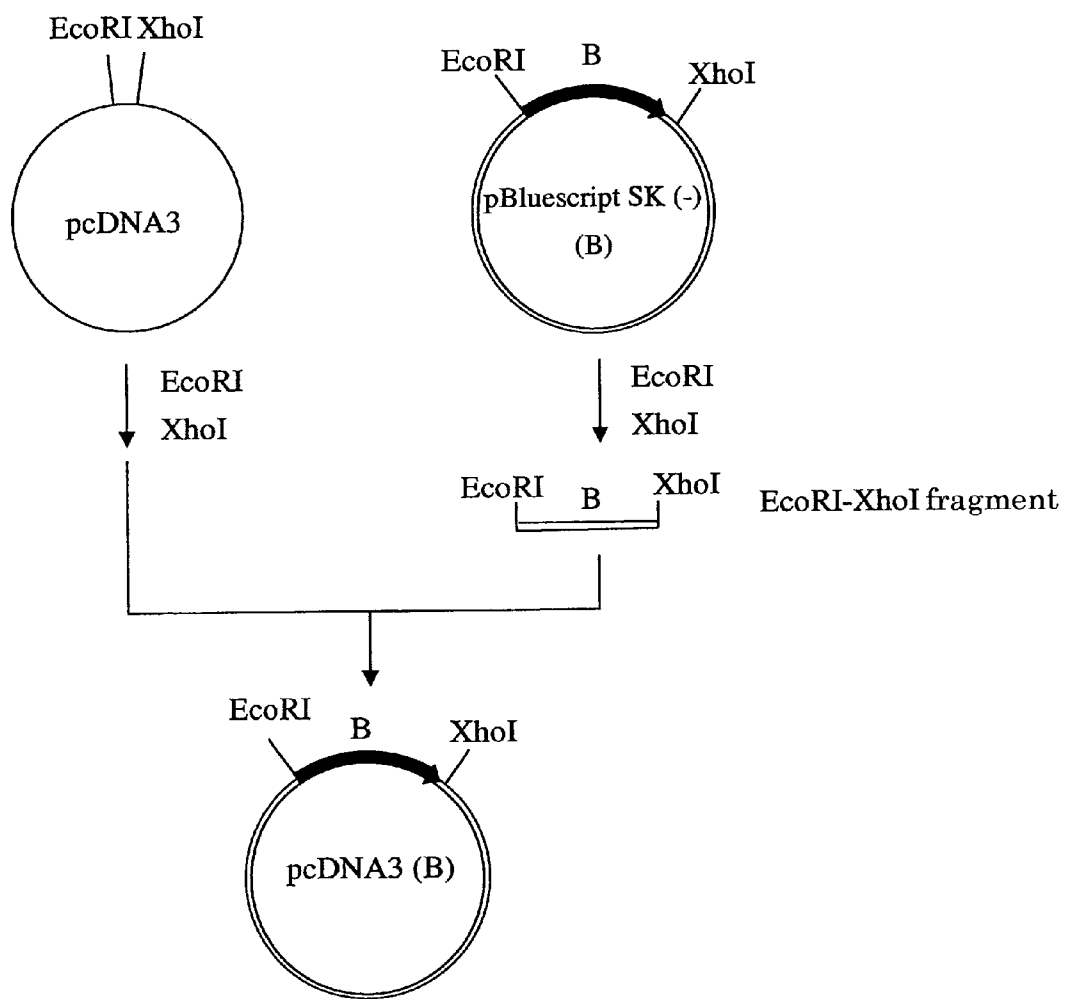 EcoRI XhoI
pcDNA3
EcoRI
B
XhoI
pBluescript SK (-)
(B)
EcoRI
XhoI
EcoRI
XhoI
EcoRI
B
XhoI
EcoRI-XhoI fragment
EcoRI
B
XhoI
pcDNA3 (B)